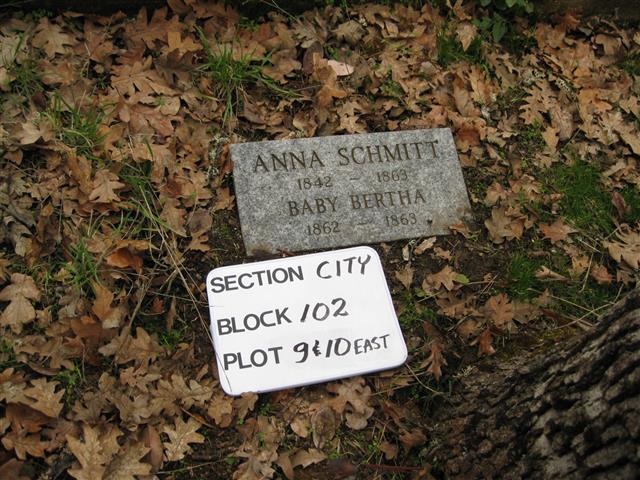 ANNA SCHMITT
1842 - 1863
BABY BERTHA
1862 - 1863
SECTION CITY
BLOCK 102
PLOT 9&10 EAST